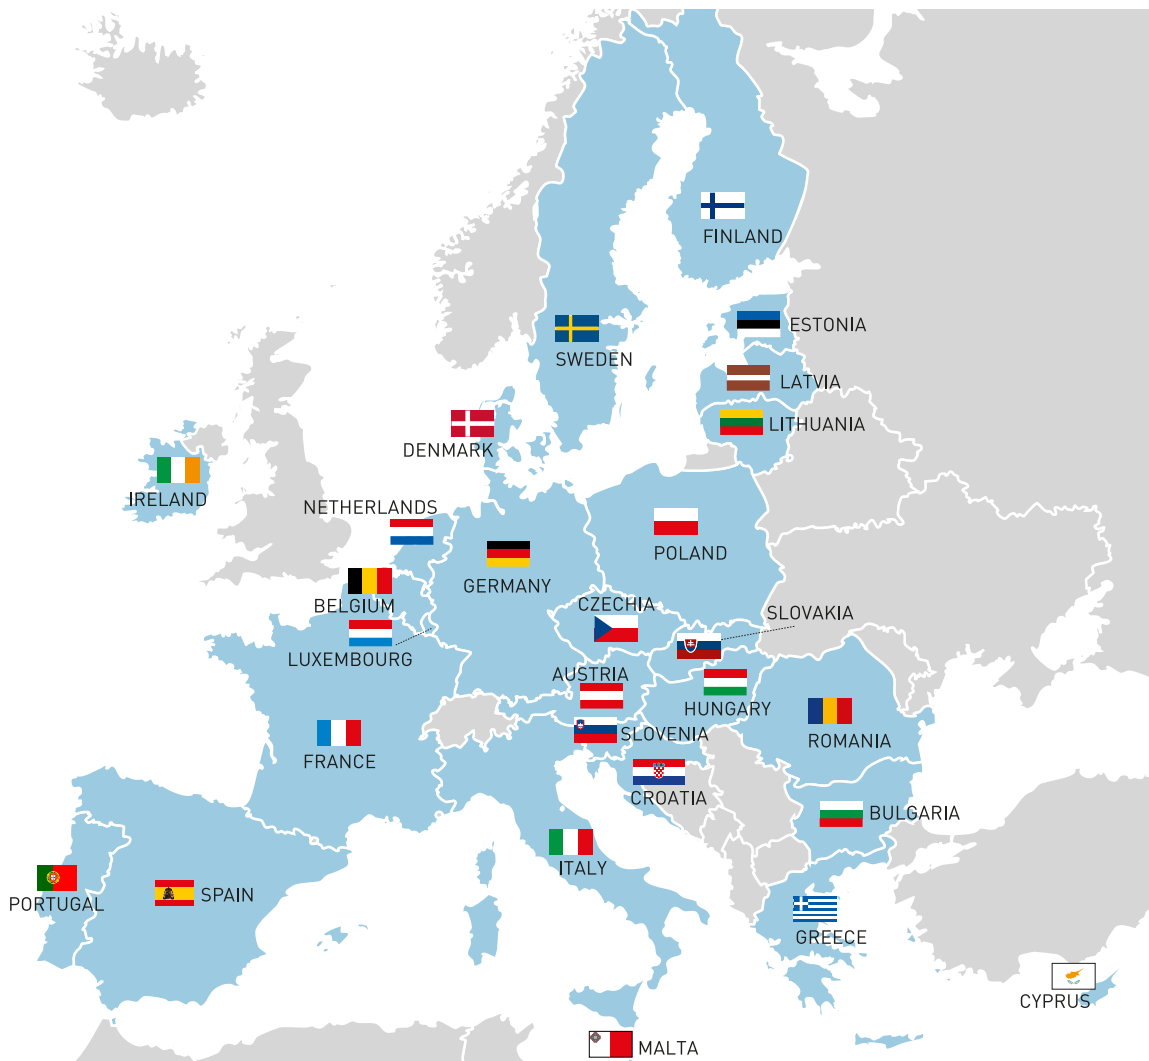 FINLAND
ESTONIA
SWEDEN
LATVIA
LITHUANIA
DENMARK
IRELAND
NETHERLANDS
POLAND
GERMANY
BELGIUM
CZECHIA
SLOVAKIA
LUXEMBOURG
AUSTRIA
HUNGARY
SLOVENIA
ROMANIA
FRANCE
CROATIA
BULGARIA
ITALY
SPAIN
PORTUGAL
GREECE
CYPRUS
MALTA